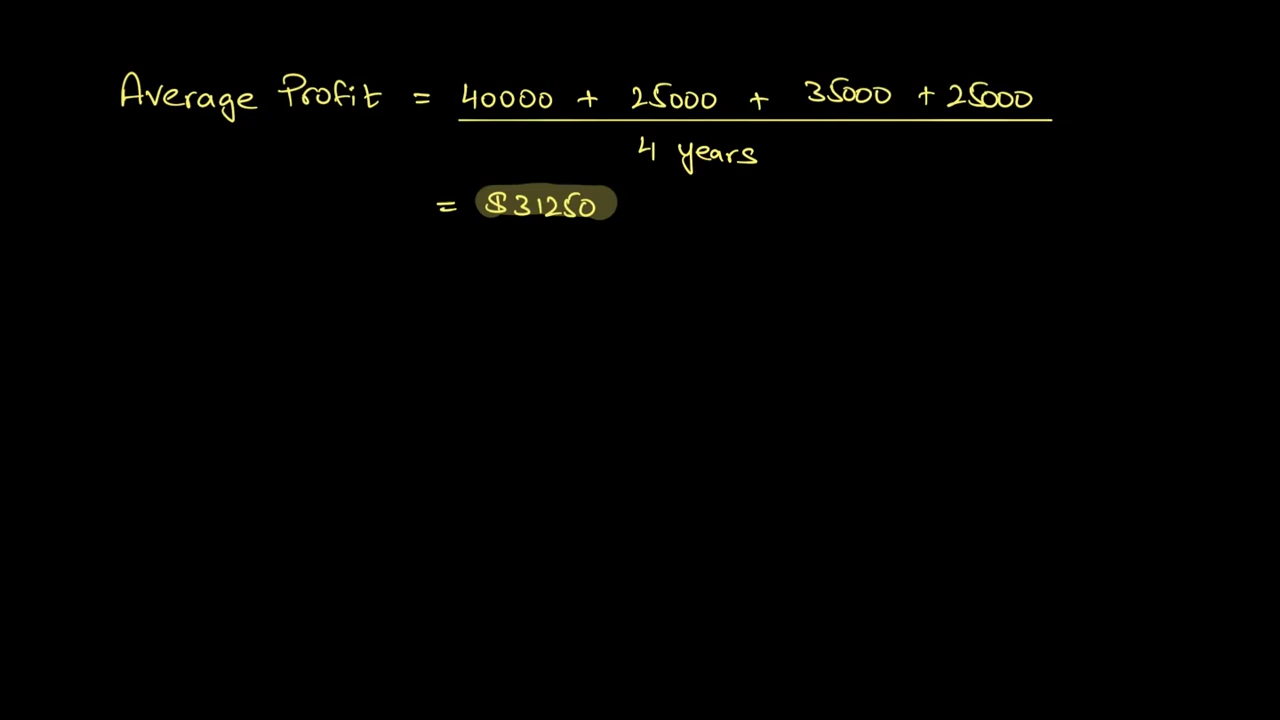 Average Profit = 40000 + 25000 + 35000 + 25000
4 years
= $31250